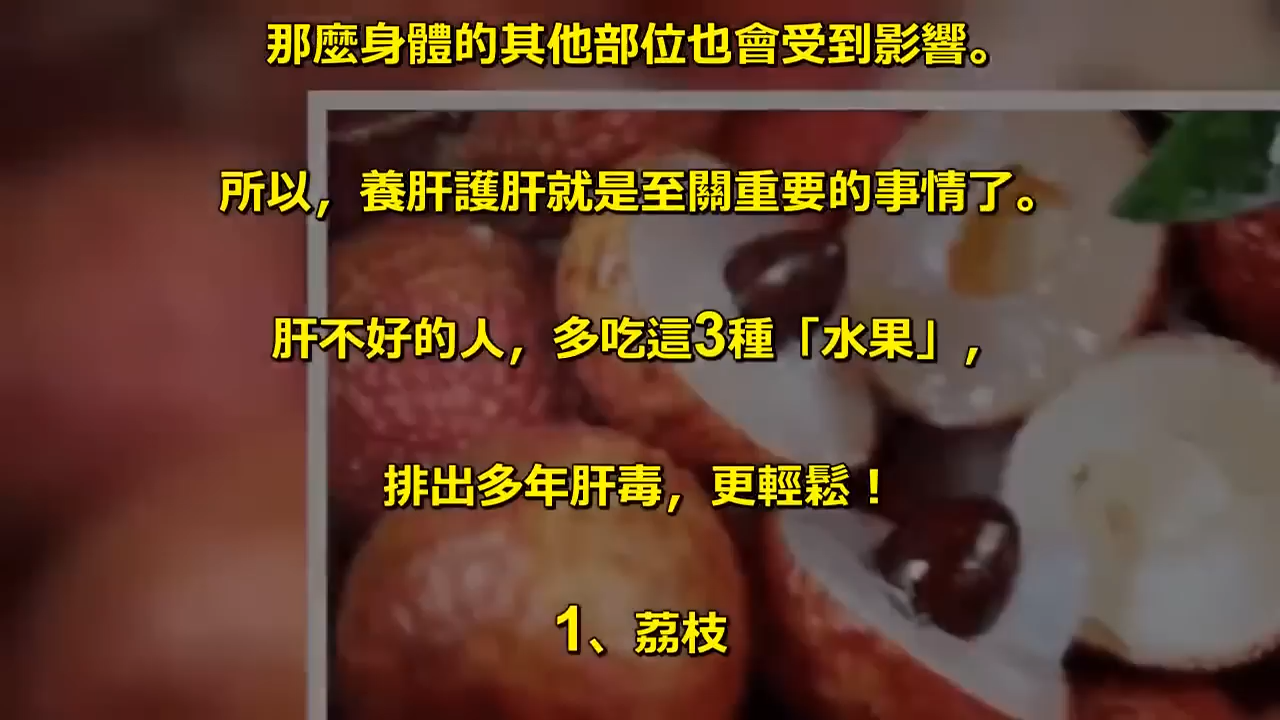 那麼身體的其他部位也會受到影響。
所以，養肝護肝就是至關重要的事情了。
肝不好的人，多吃這3種「水果」，
排出多年肝毒，更輕鬆！
1、荔枝